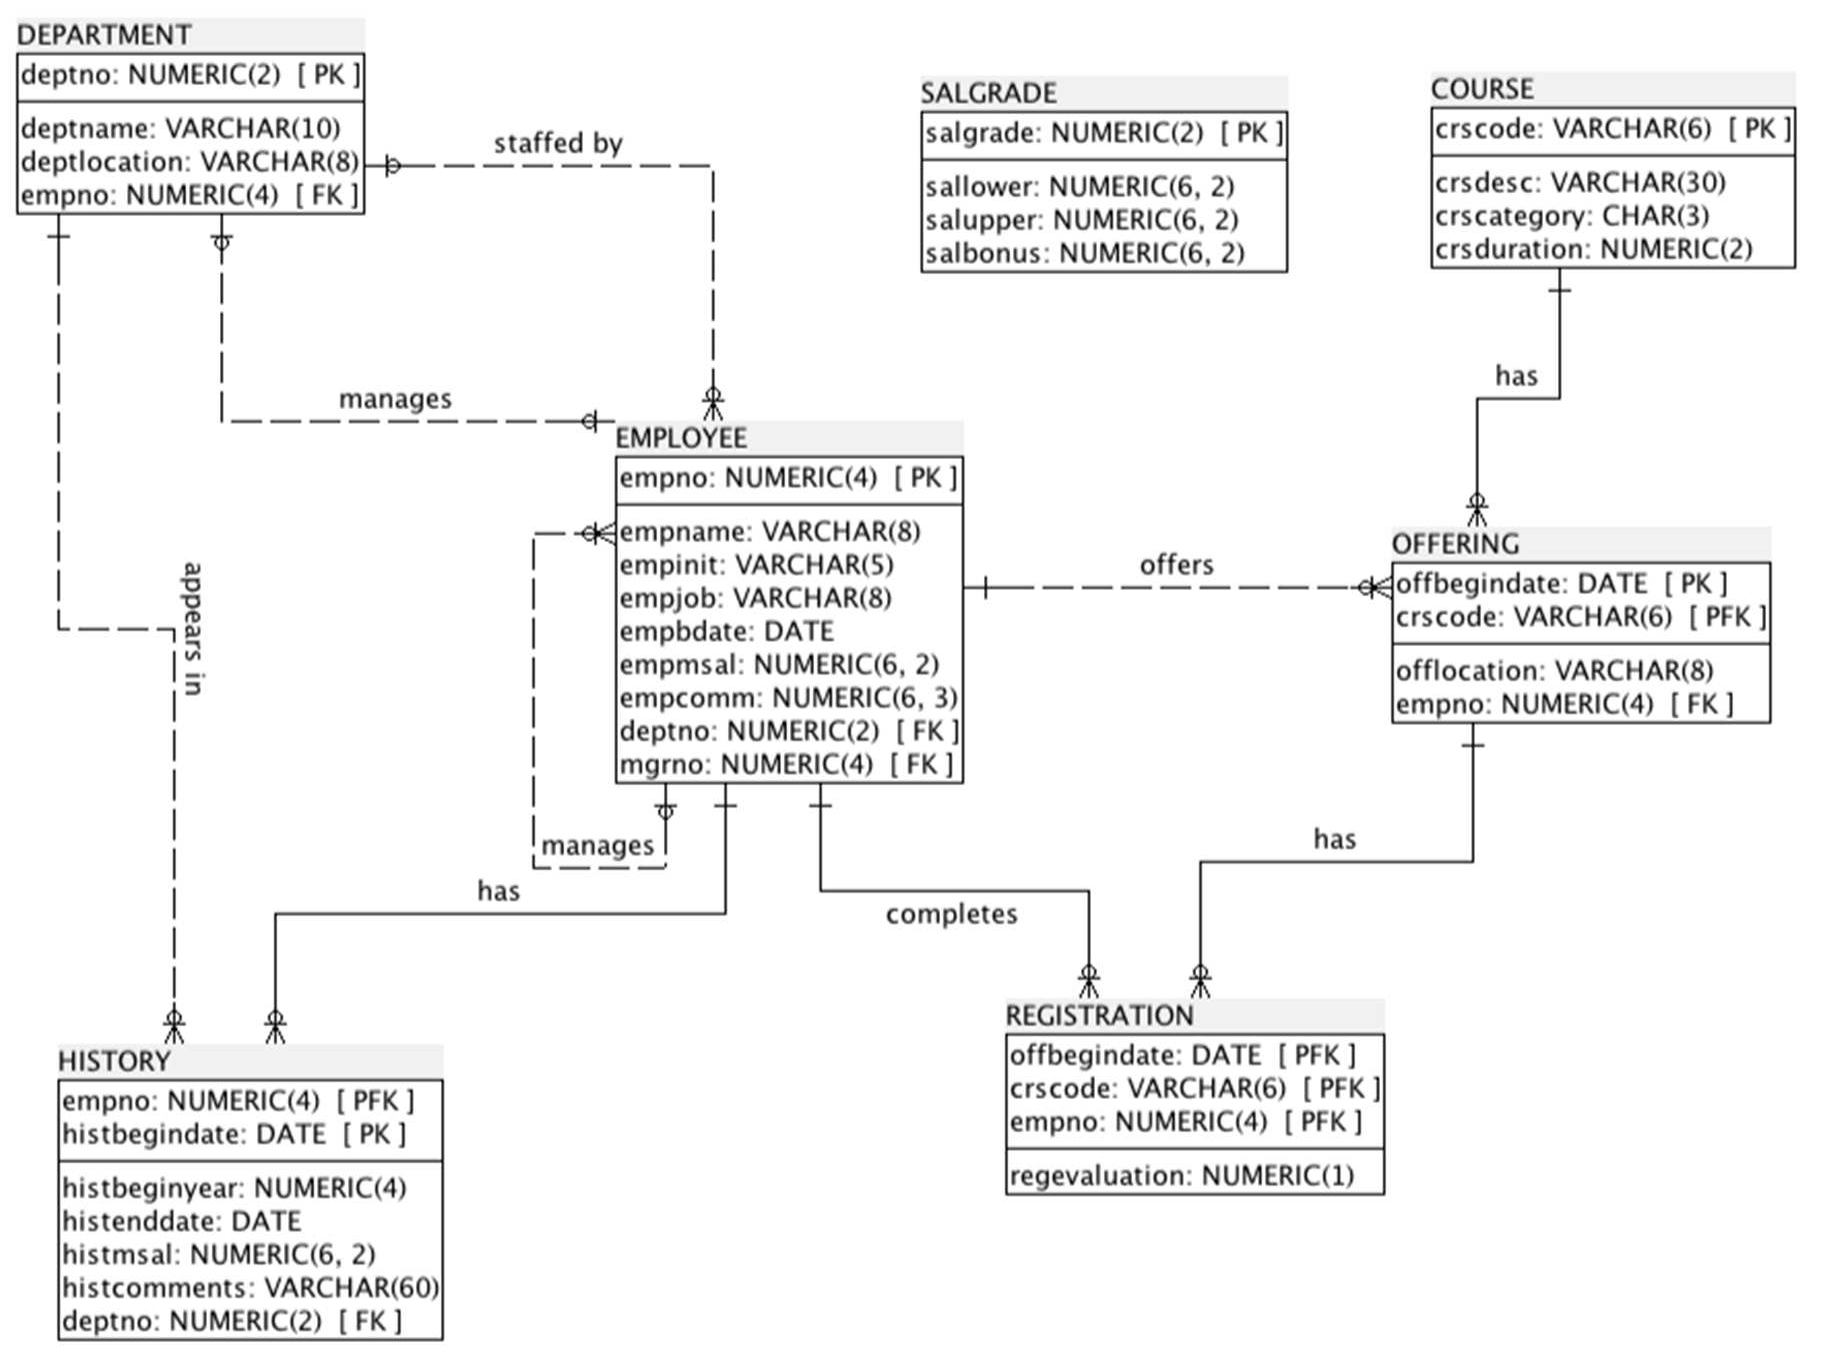 DEPARTMENT
deptno: NUMERIC(2) [ PK ]
deptname: VARCHAR(10)
deptlocation: VARCHAR(8)
empno: NUMERIC(4) [ FK ]
staffed by
SALGRADE
salgrade: NUMERIC(2) [ PK ]
sallower: NUMERIC(6, 2)
salupper: NUMERIC(6, 2)
salbonus: NUMERIC(6, 2)
COURSE
crscode: VARCHAR(6) [ PK ]
crsdesc: VARCHAR(30)
crscategory: CHAR(3)
crsduration: NUMERIC(2)
has
manages
EMPLOYEE
empno: NUMERIC(4) [ PK ]
empname: VARCHAR(8)
empinit: VARCHAR(5)
empjob: VARCHAR(8)
empbdate: DATE
empmsal: NUMERIC(6, 2)
empcomm: NUMERIC(6, 3)
deptno: NUMERIC(2) [ FK ]
mgrno: NUMERIC(4) [ FK ]
offers
OFFERING
offbegindate: DATE [ PK ]
crscode: VARCHAR(6) [ PFK ]
offlocation: VARCHAR(8)
empno: NUMERIC(4) [ FK ]
appears in
manages
has
completes
has
HISTORY
empno: NUMERIC(4) [ PFK ]
histbegindate: DATE [ PK ]
histbeginyear: NUMERIC(4)
histenddate: DATE
histmsal: NUMERIC(6, 2)
histcomments: VARCHAR(60)
deptno: NUMERIC(2) [ FK ]
REGISTRATION
offbegindate: DATE [ PFK ]
crscode: VARCHAR(6) [ PFK ]
empno: NUMERIC(4) [ PFK ]
regevaluation: NUMERIC(1)